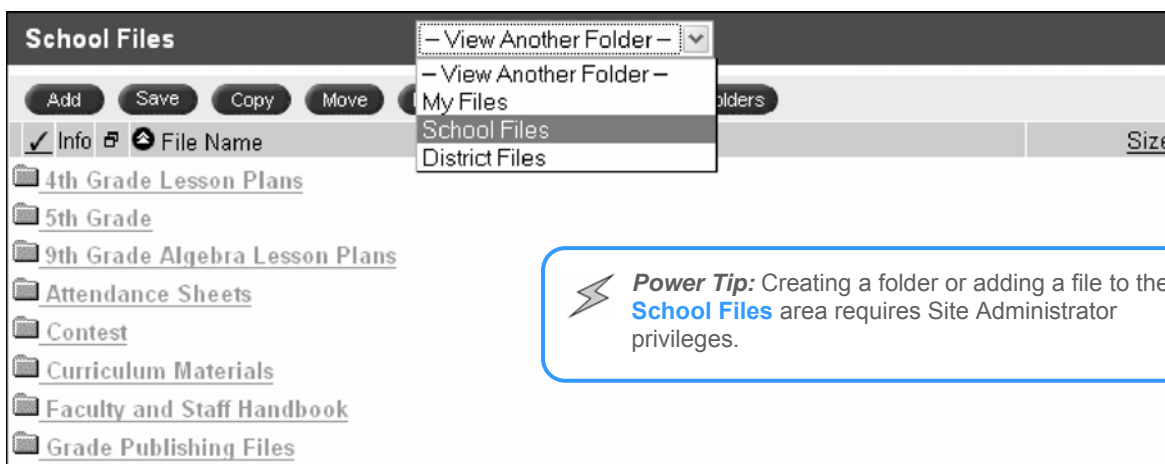 School Files
– View Another Folder –
– View Another Folder –
My Files
School Files
District Files
Add Save Copy Move
✓ Info File Name Size
4th Grade Lesson Plans
5th Grade
9th Grade Algebra Lesson Plans
Attendance Sheets
Contest
Curriculum Materials
Faculty and Staff Handbook
Grade Publishing Files
Power Tip: Creating a folder or adding a file to the
School Files area requires Site Administrator
privileges.